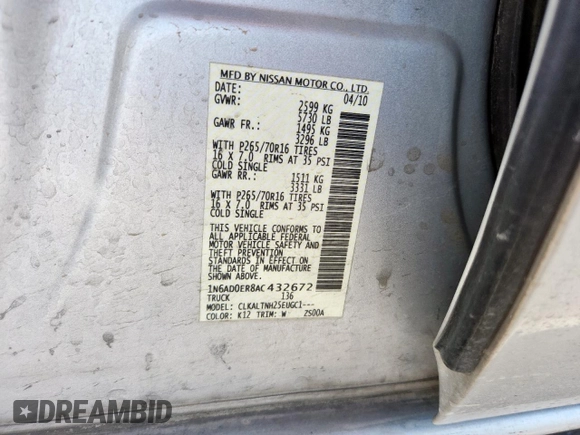 MFD BY NISSAN MOTOR CO., LTD.
DATE: 04/10
GVWR: 2599 KG
5730 LB
GAWR FR.: 1495 KG
3296 LB
WITH P265/70R16 TIRES
16 X 7.0 RIMS AT 35 PSI
COLD SINGLE
GAWR RR.: 1511 KG
3331 LB
WITH P265/70R16 TIRES
16 X 7.0 RIMS AT 35 PSI
COLD SINGLE
THIS VEHICLE CONFORMS TO
ALL APPLICABLE FEDERAL
MOTOR VEHICLE SAFETY AND
THEFT PREVENTION
STANDARDS IN EFFECT ON
THE DATE OF MANUFACTURE
SHOWN ABOVE.
1N6AD0ER8AC432672
TRUCK 136
MODEL: CLKALTNHZ5EUGCI---
COLOR: K12 TRIM: W ZS00A
DREAMBID